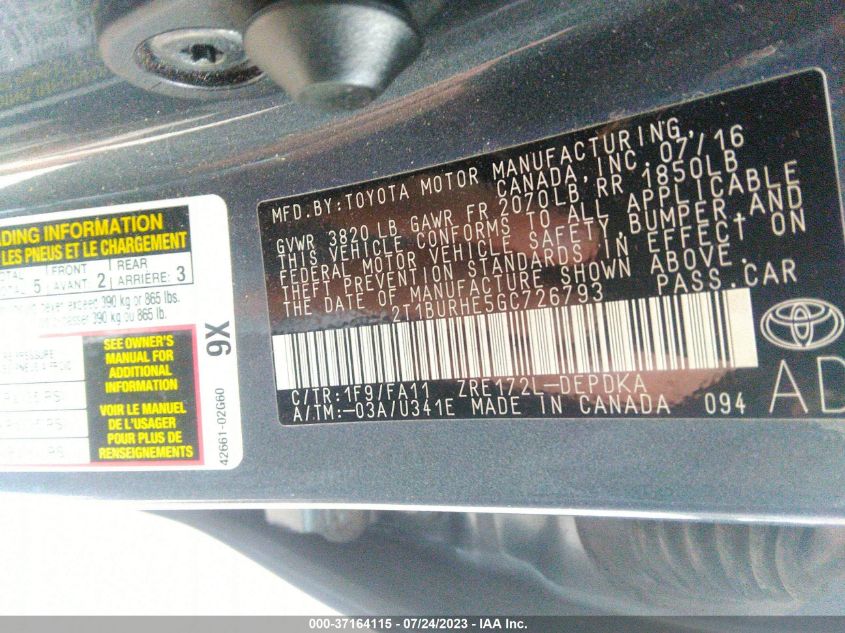 MFD.BY:TOYOTA MOTOR MANUFACTURING,
CANADA, INC. 07/16
GVWR 3820 LB GAWR FR 2070LB RR 1850LB
THIS VEHICLE CONFORMS TO ALL APPLICABLE
FEDERAL MOTOR VEHICLE SAFETY, BUMPER, AND
THEFT PREVENTION STANDARDS IN EFFECT ON
THE DATE OF MANUFACTURE SHOWN ABOVE.
2T1BURHE5GC726793 PASS.CAR
C/TR:1F9/FA11 ZRE172L-DEPDKA
A/TM:-03A/U341E MADE IN CANADA 094
AD
ADING INFORMATION
LES PNEUS ET LE CHARGEMENT
5
FRONT
AVANT 2
REAR
ARRIÈRE: 3
never exceed 390 kg or 865 lbs.
390 kg ou 865 lb.
SEE OWNER'S
MANUAL FOR
ADDITIONAL
INFORMATION
VOIR LE MANUEL
DE L'USAGER
POUR PLUS DE
RENSEIGNEMENTS
9X
42661-02G60
000-37164115 - 07/24/2023 - IAA Inc.